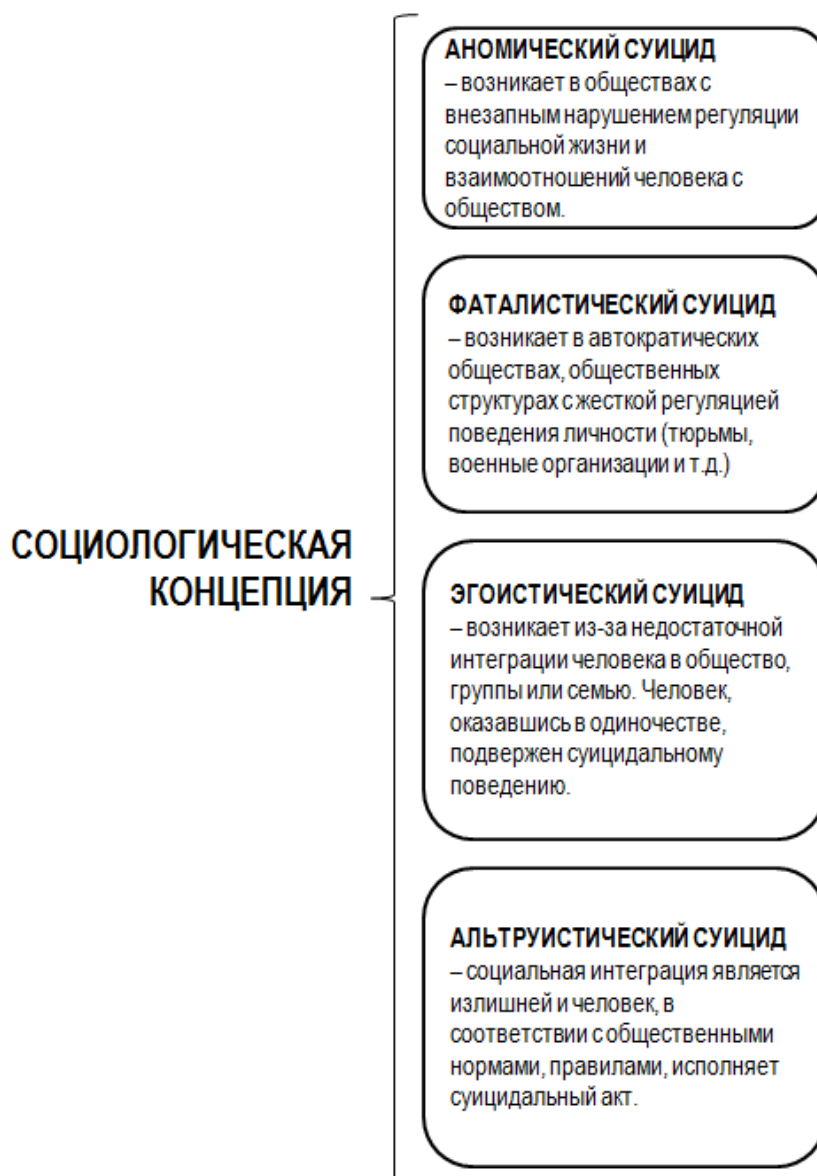 АНОМИЧЕСКИЙ СУИЦИД
– возникает в обществах с
внезапным нарушением регуляции
социальной жизни и
взаимоотношений человека с
обществом.
ФАТАЛИСТИЧЕСКИЙ СУИЦИД
– возникает в автократических
обществах, общественных
структурах с жесткой регуляцией
поведения личности (тюрьмы,
военные организации и т.д.)
СОЦИОЛОГИЧЕСКАЯ
КОНЦЕПЦИЯ
ЭГОИСТИЧЕСКИЙ СУИЦИД
– возникает из-за недостаточной
интеграции человека в общество,
группы или семью. Человек,
оказавшись в одиночестве,
подвержен суицидальному
поведению.
АЛЬТРУИСТИЧЕСКИЙ СУИЦИД
– социальная интеграция является
излишней и человек, в
соответствии с общественными
нормами, правилами, исполняет
суицидальный акт.